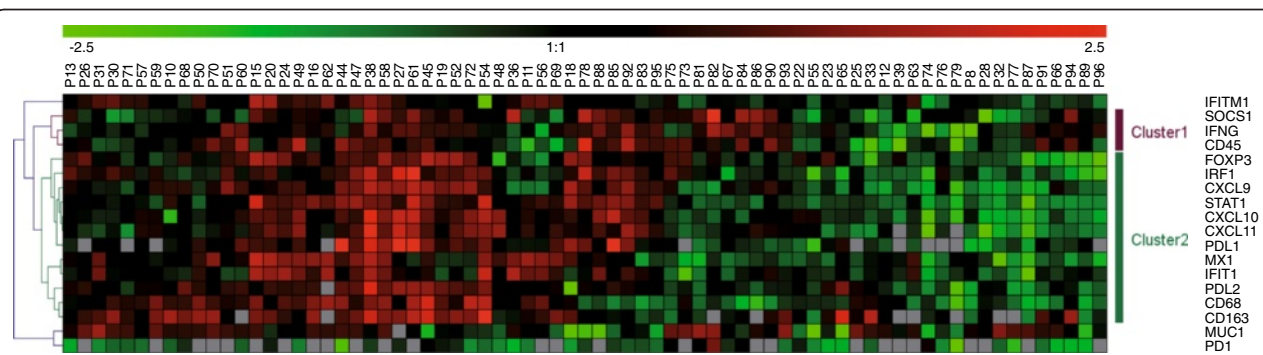 -2.5 1:1 2.5
P13 P26 P31 P30 P71 P57 P59 P10 P68 P50 P70 P51 P60 P15 P20 P24 P49 P16 P62 P44 P47 P38 P58 P27 P61 P45 P19 P52 P72 P54 P48 P36 P11 P56 P69 P18 P78 P88 P85 P92 P83 P95 P75 P73 P81 P82 P67 P84 P86 P90 P93 P22 P55 P23 P65 P25 P33 P12 P39 P63 P74 P76 P79 P8 P28 P32 P77 P87 P91 P66 P94 P89 P96
IFITM1
SOCS1
Cluster1 IFNG
CD45
FOXP3
IRF1
CXCL9
STAT1
CXCL10
CXCL11
Cluster2 PDL1
MX1
IFIT1
PDL2
CD68
CD163
MUC1
PD1